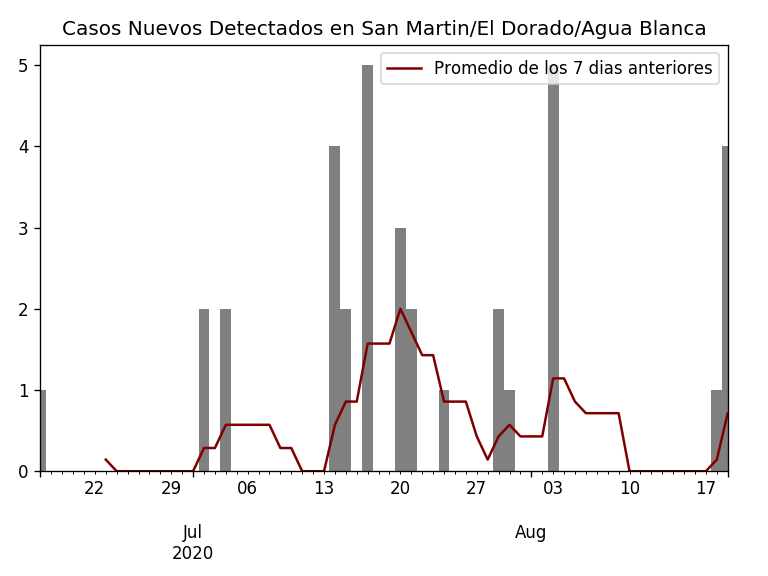 Casos Nuevos Detectados en San Martin/El Dorado/Agua Blanca
Promedio de los 7 dias anteriores
5
4
3
2
1
0
22 29 06 13 20 27 03 10 17
Jul Aug
2020